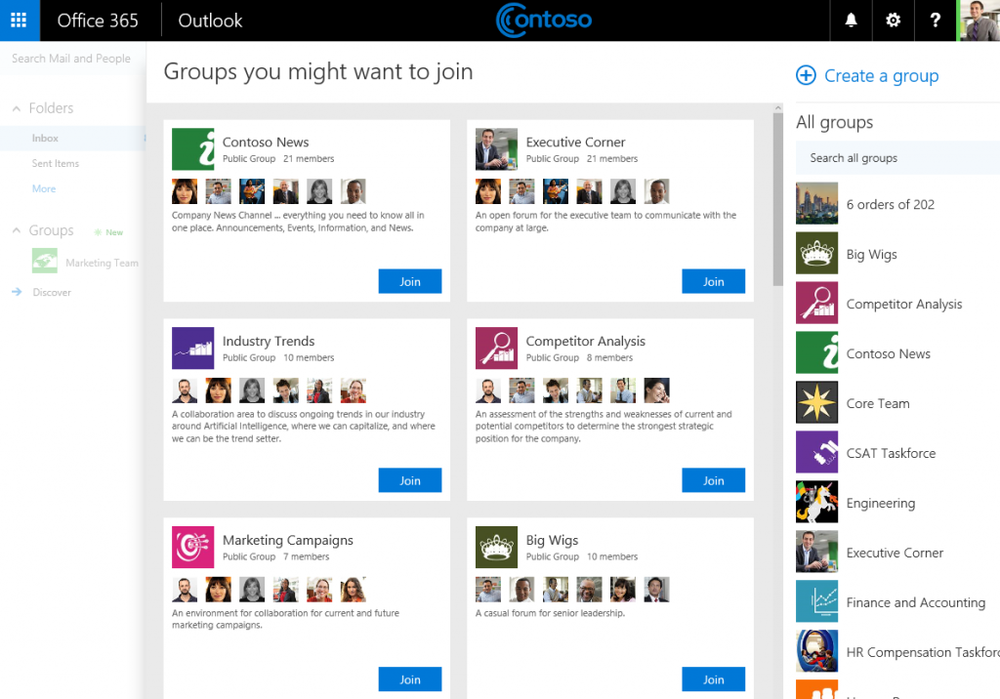 Office 365
Outlook
Contoso
?
Search Mail and People
Folders
Inbox
Sent Items
More
Groups
New
Marketing Team
Discover
Groups you might want to join
Contoso News
Public Group 21 members
Company News Channel ... everything you need to know all in
one place. Announcements, Events, Information, and News.
Join
Executive Corner
Public Group 21 members
An open forum for the executive team to communicate with the
company at large.
Join
Industry Trends
Public Group 10 members
A collaboration area to discuss ongoing trends in our industry
around Artificial Intelligence, where we can capitalize, and where
we can be the trend setter.
Join
Competitor Analysis
Public Group 8 members
An assessment of the strengths and weaknesses of current and
potential competitors to determine the strongest strategic
position for the company.
Join
Marketing Campaigns
Public Group 7 members
An environment for collaboration for current and future
marketing campaigns.
Join
Big Wigs
Public Group 10 members
A casual forum for senior leadership.
Join
Create a group
All groups
Search all groups
6 orders of 202
Big Wigs
Competitor Analysis
Contoso News
Core Team
CSAT Taskforce
Engineering
Executive Corner
Finance and Accounting
HR Compensation Taskforc